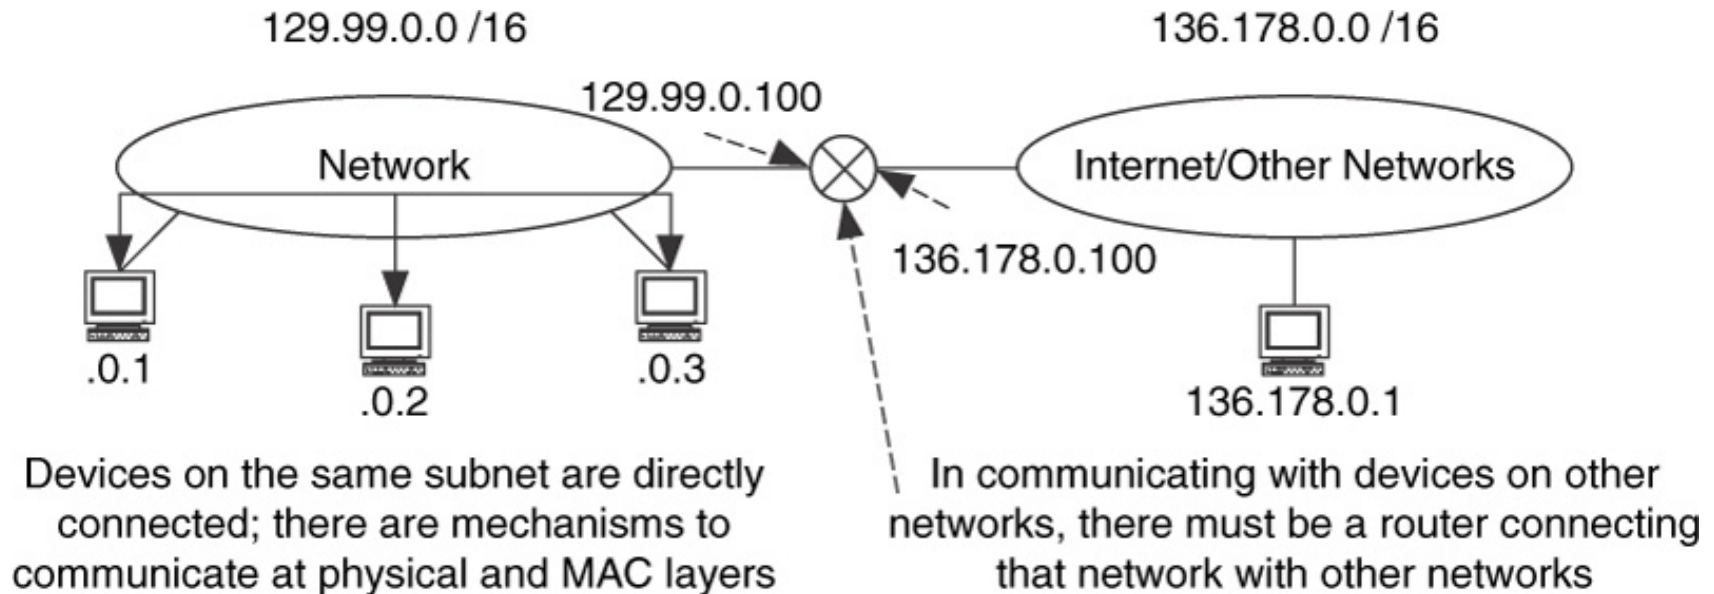 129.99.0.0 /16
136.178.0.0 /16
129.99.0.100
Network
Internet/Other Networks
136.178.0.100
.0.1
.0.2
.0.3
136.178.0.1
Devices on the same subnet are directly
connected; there are mechanisms to
communicate at physical and MAC layers
In communicating with devices on other
networks, there must be a router connecting
that network with other networks